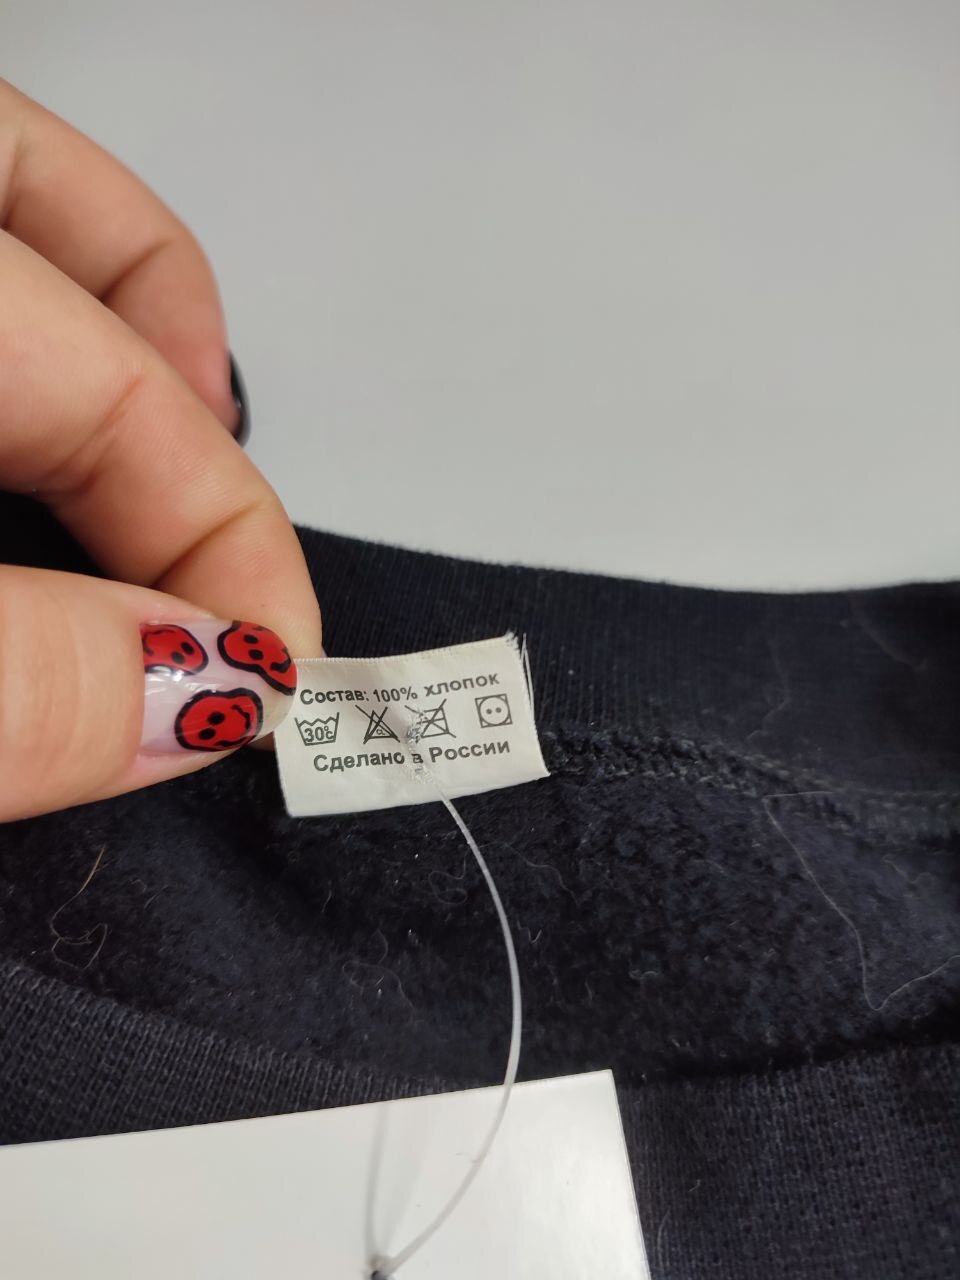 Состав: 100% хлопок
30°C
Сделано в России